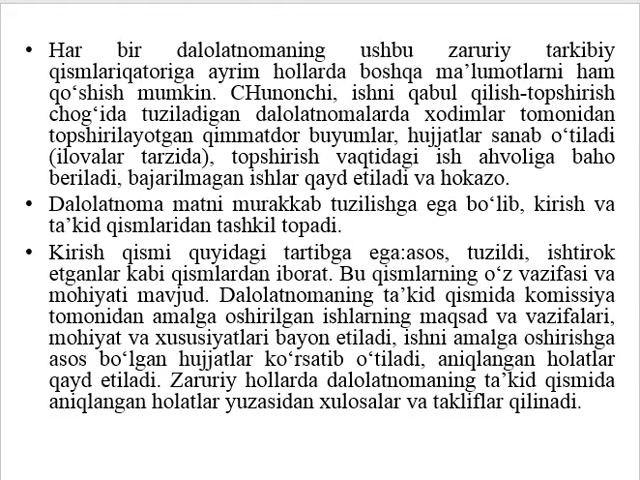 • Har bir dalolatnomaning ushbu zaruriy tarkibiy
qismlariqatoriga ayrim hollarda boshqa ma’lumotlarni ham
qo‘shish mumkin. CHunonchi, ishni qabul qilish-topshirish
chog‘ida tuziladigan dalolatnomalarda xodimlar tomonidan
topshirilayotgan qimmatdor buyumlar, hujjatlar sanab o‘tiladi
(ilovalar tarzida), topshirish vaqtidagi ish ahvoliga baho
beriladi, bajarilmagan ishlar qayd etiladi va hokazo.
• Dalolatnoma matni murakkab tuzilishga ega bo‘lib, kirish va
ta’kid qismlaridan tashkil topadi.
• Kirish qismi quyidagi tartibga ega:asos, tuzildi, ishtirok
etganlar kabi qismlardan iborat. Bu qismlarning o‘z vazifasi va
mohiyati mavjud. Dalolatnomaning ta’kid qismida komissiya
tomonidan amalga oshirilgan ishlarning maqsad va vazifalari,
mohiyat va xususiyatlari bayon etiladi, ishni amalga oshirishga
asos bo‘lgan hujjatlar ko‘rsatib o‘tiladi, aniqlangan holatlar
qayd etiladi. Zaruriy hollarda dalolatnomaning ta’kid qismida
aniqlangan holatlar yuzasidan xulosalar va takliflar qilinadi.